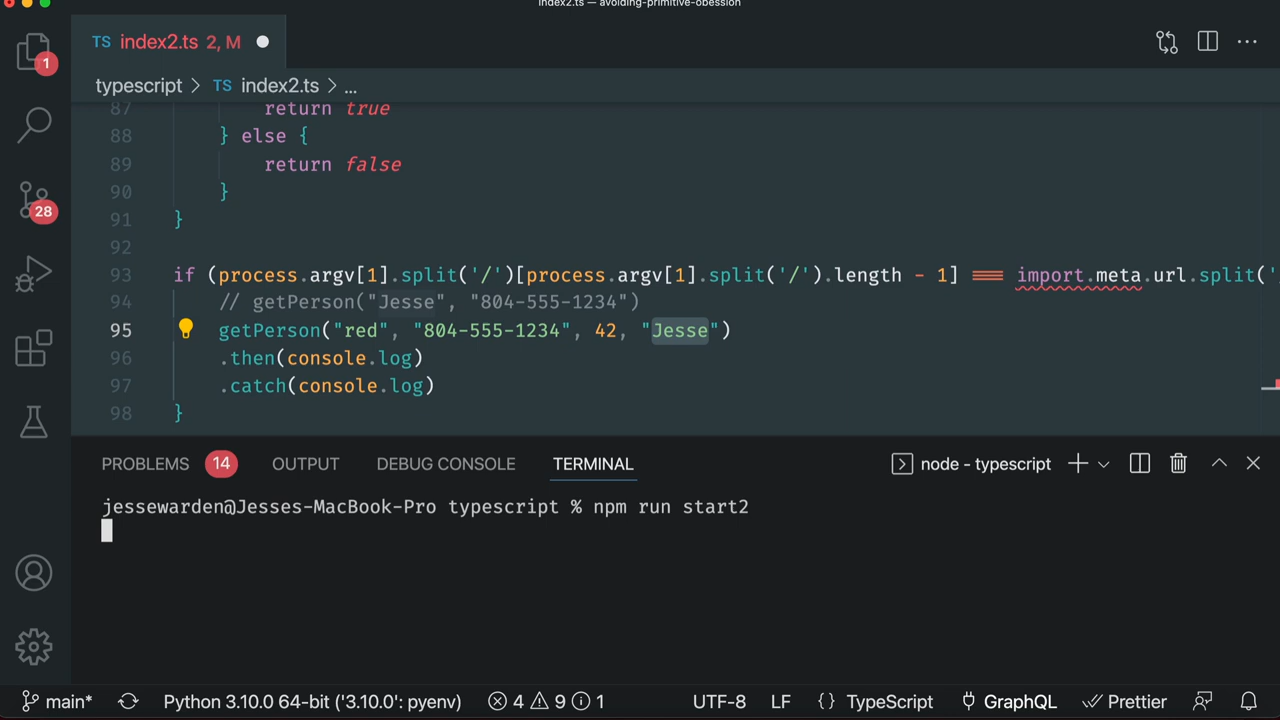 index2.ts — avoiding-primitive-obession
TS index2.ts 2, M
1
typescript > TS index2.ts > ...
87 return true
88 } else {
89 return false
90 }
91 }
92
93 if (process.argv[1].split('/')[process.argv[1].split('/').length - 1] === import.meta.url.split('
94 // getPerson("Jesse", "804-555-1234")
95 getPerson("red", "804-555-1234", 42, "Jesse")
96 .then(console.log)
97 .catch(console.log)
98 }
28
PROBLEMS 14 OUTPUT DEBUG CONSOLE TERMINAL node - typescript
jessewarden@Jesses-MacBook-Pro typescript % npm run start2
main* Python 3.10.0 64-bit ('3.10.0': pyenv) 4 9 1 UTF-8 LF {} TypeScript GraphQL Prettier